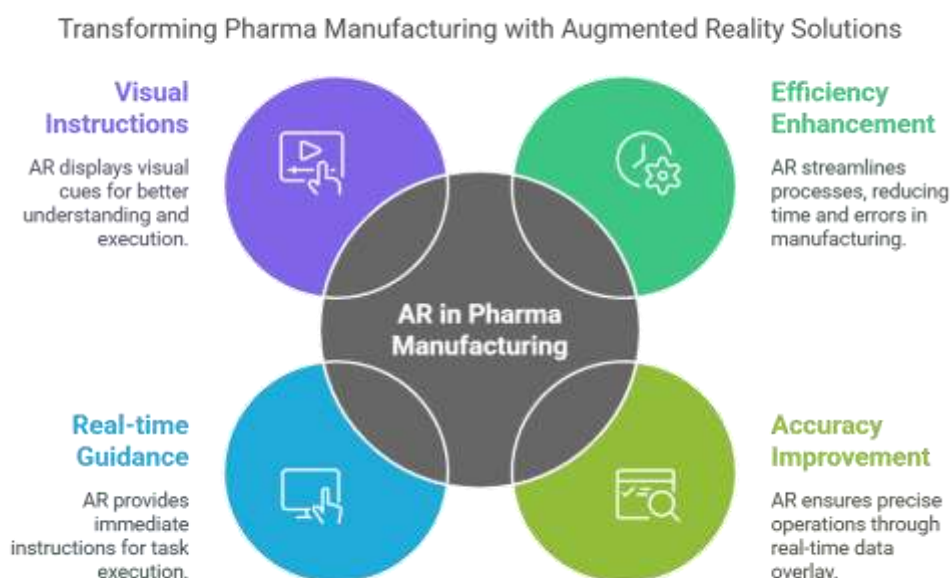 Transforming Pharma Manufacturing with Augmented Reality Solutions
Visual
Instructions
AR displays visual
cues for better
understanding and
execution.
Efficiency
Enhancement
AR streamlines
processes, reducing
time and errors in
manufacturing.
AR in Pharma
Manufacturing
Real-time
Guidance
AR provides
immediate
instructions for task
execution.
Accuracy
Improvement
AR ensures precise
operations through
real-time data
overlay.